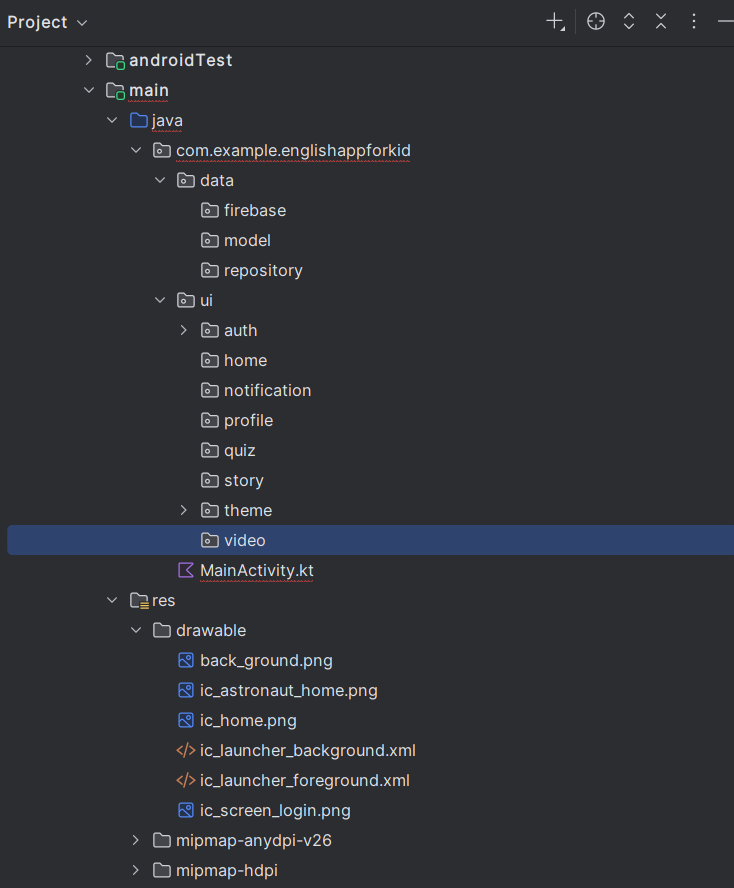 Project
androidTest
main
java
com.example.englishappforkid
data
firebase
model
repository
ui
auth
home
notification
profile
quiz
story
theme
video
MainActivity.kt
res
drawable
back_ground.png
ic_astronaut_home.png
ic_home.png
ic_launcher_background.xml
ic_launcher_foreground.xml
ic_screen_login.png
mipmap-anydpi-v26
mipmap-hdpi